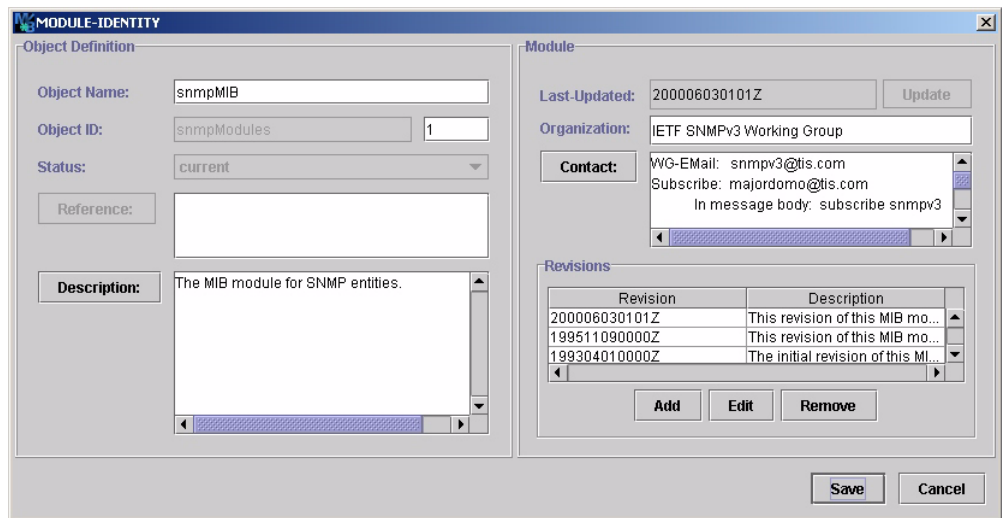 MODULE-IDENTITY
Object Definition
Object Name: snmpMIB
Object ID: snmpModules 1
Status: current
Reference:
Description: The MIB module for SNMP entities.
Module
Last-Updated: 200006030101Z Update
Organization: IETF SNMPv3 Working Group
Contact: WG-EMail: snmpv3@tis.com
Subscribe: majordomo@tis.com
In message body: subscribe snmpv3
Revisions
Revision Description
200006030101Z This revision of this MIB mo...
199511090000Z This revision of this MIB mo...
199304010000Z The initial revision of this MI...
Add Edit Remove
Save Cancel